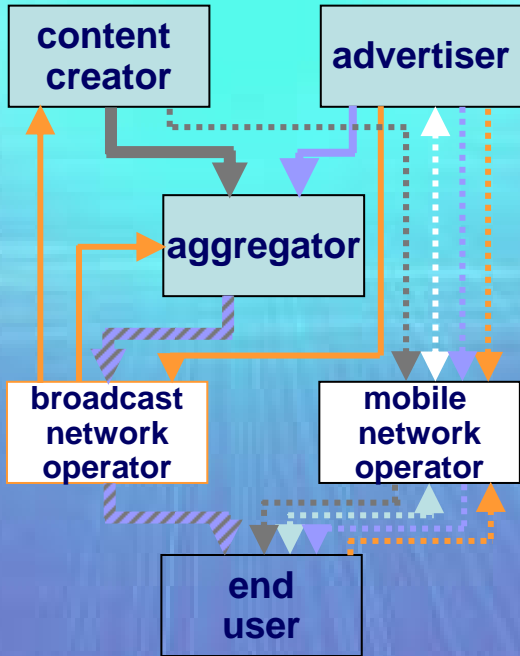 content
creator
advertiser
aggregator
broadcast
network
operator
mobile
network
operator
end
user